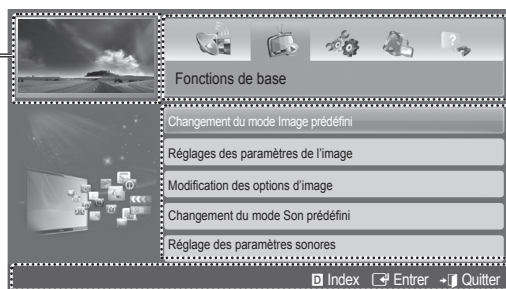 Fonctions de base
Changement du mode Image prédéfini
Réglages des paramètres de l'image
Modification des options d'image
Changement du mode Son prédéfini
Réglage des paramètres sonores
D Index Entrer Quitter